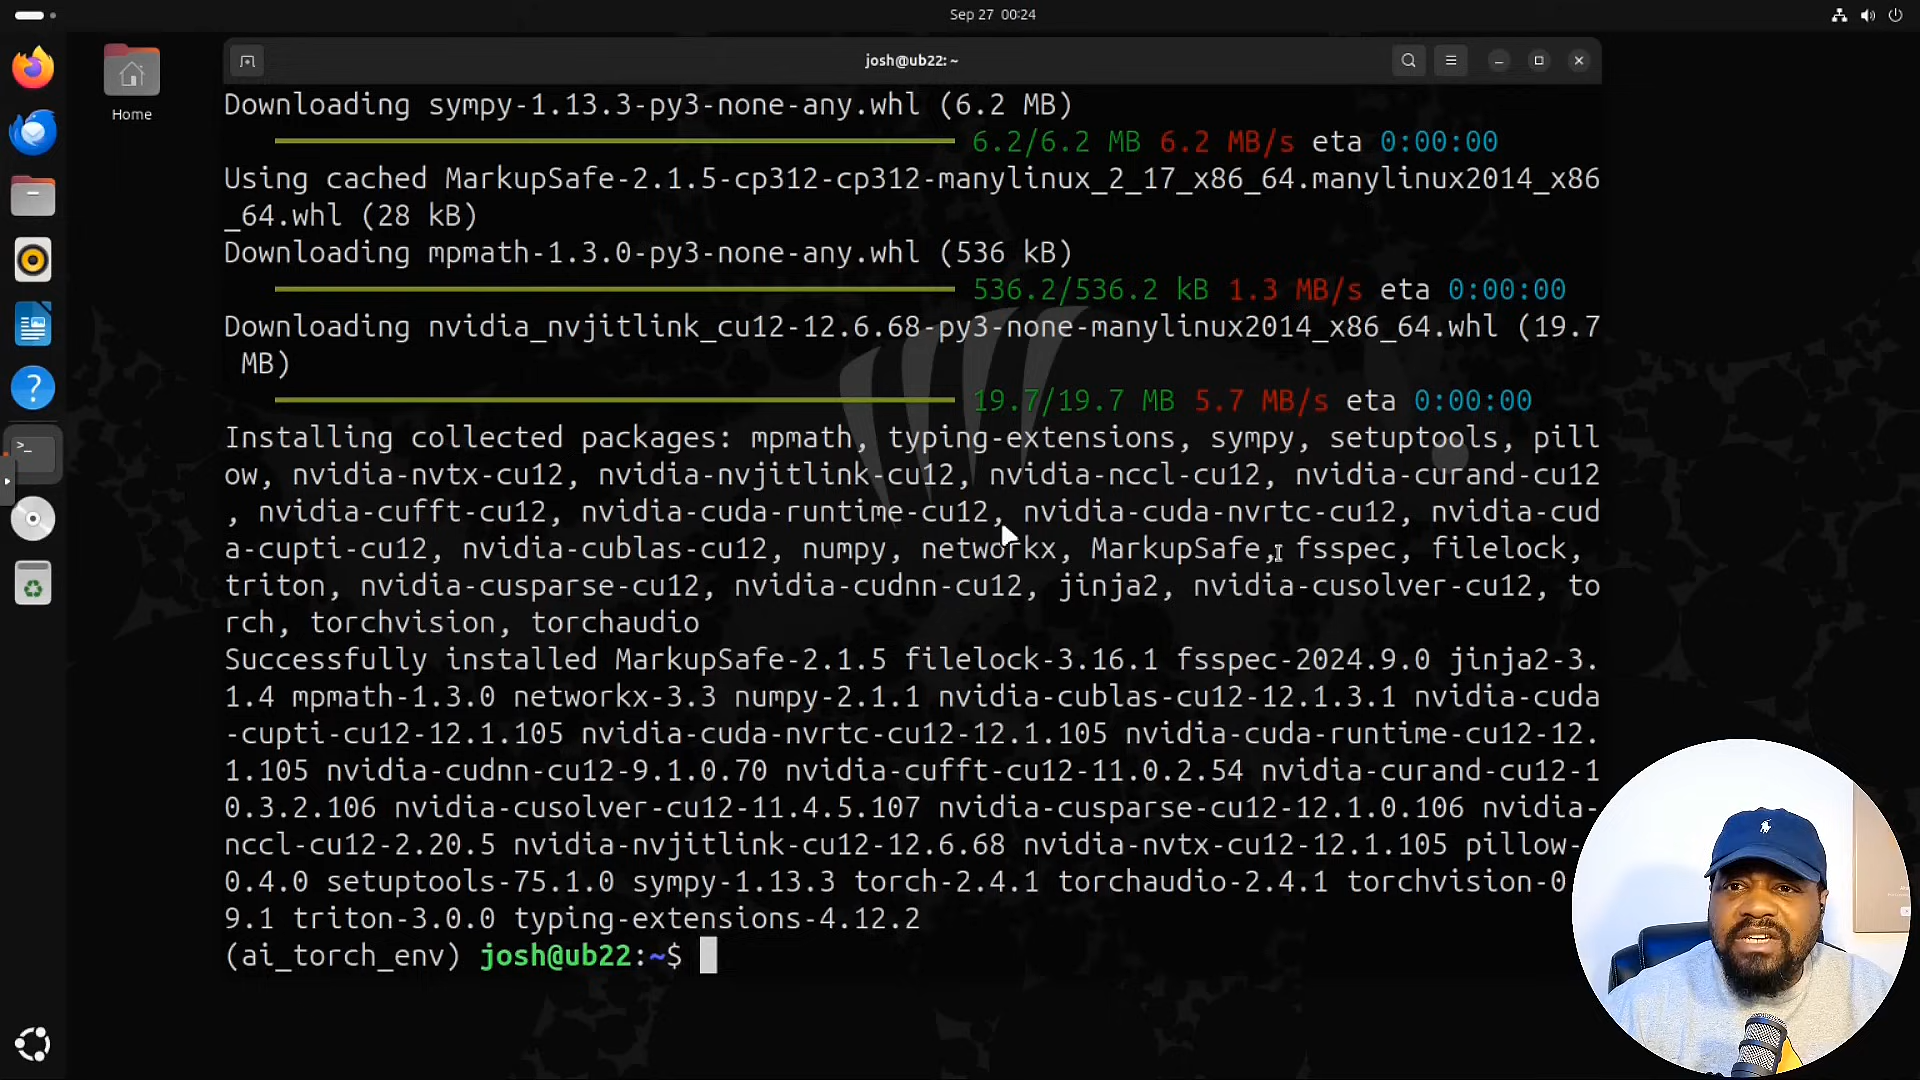 Sep 27 00:24
josh@ub22: ~
Home
Downloading sympy-1.13.3-py3-none-any.whl (6.2 MB)
6.2/6.2 MB 6.2 MB/s eta 0:00:00
Using cached MarkupSafe-2.1.5-cp312-cp312-manylinux_2_17_x86_64.manylinux2014_x86
_64.whl (28 kB)
Downloading mpmath-1.3.0-py3-none-any.whl (536 kB)
536.2/536.2 kB 1.3 MB/s eta 0:00:00
Downloading nvidia_nvjitlink_cu12-12.6.68-py3-none-manylinux2014_x86_64.whl (19.7
MB)
19.7/19.7 MB 5.7 MB/s eta 0:00:00
Installing collected packages: mpmath, typing-extensions, sympy, setuptools, pill
ow, nvidia-nvtx-cu12, nvidia-nvjitlink-cu12, nvidia-nccl-cu12, nvidia-curand-cu12
, nvidia-cufft-cu12, nvidia-cuda-runtime-cu12, nvidia-cuda-nvrtc-cu12, nvidia-cud
a-cupti-cu12, nvidia-cublas-cu12, numpy, networkx, MarkupSafe, fsspec, filelock,
triton, nvidia-cusparse-cu12, nvidia-cudnn-cu12, jinja2, nvidia-cusolver-cu12, to
rch, torchvision, torchaudio
Successfully installed MarkupSafe-2.1.5 filelock-3.16.1 fsspec-2024.9.0 jinja2-3.
1.4 mpmath-1.3.0 networkx-3.3 numpy-2.1.1 nvidia-cublas-cu12-12.1.3.1 nvidia-cuda
-cupti-cu12-12.1.105 nvidia-cuda-nvrtc-cu12-12.1.105 nvidia-cuda-runtime-cu12-12.
1.105 nvidia-cudnn-cu12-9.1.0.70 nvidia-cufft-cu12-11.0.2.54 nvidia-curand-cu12-1
0.3.2.106 nvidia-cusolver-cu12-11.4.5.107 nvidia-cusparse-cu12-12.1.0.106 nvidia-
nccl-cu12-2.20.5 nvidia-nvjitlink-cu12-12.6.68 nvidia-nvtx-cu12-12.1.105 pillow-
0.4.0 setuptools-75.1.0 sympy-1.13.3 torch-2.4.1 torchaudio-2.4.1 torchvision-0
9.1 triton-3.0.0 typing-extensions-4.12.2
(ai_torch_env) josh@ub22:~$